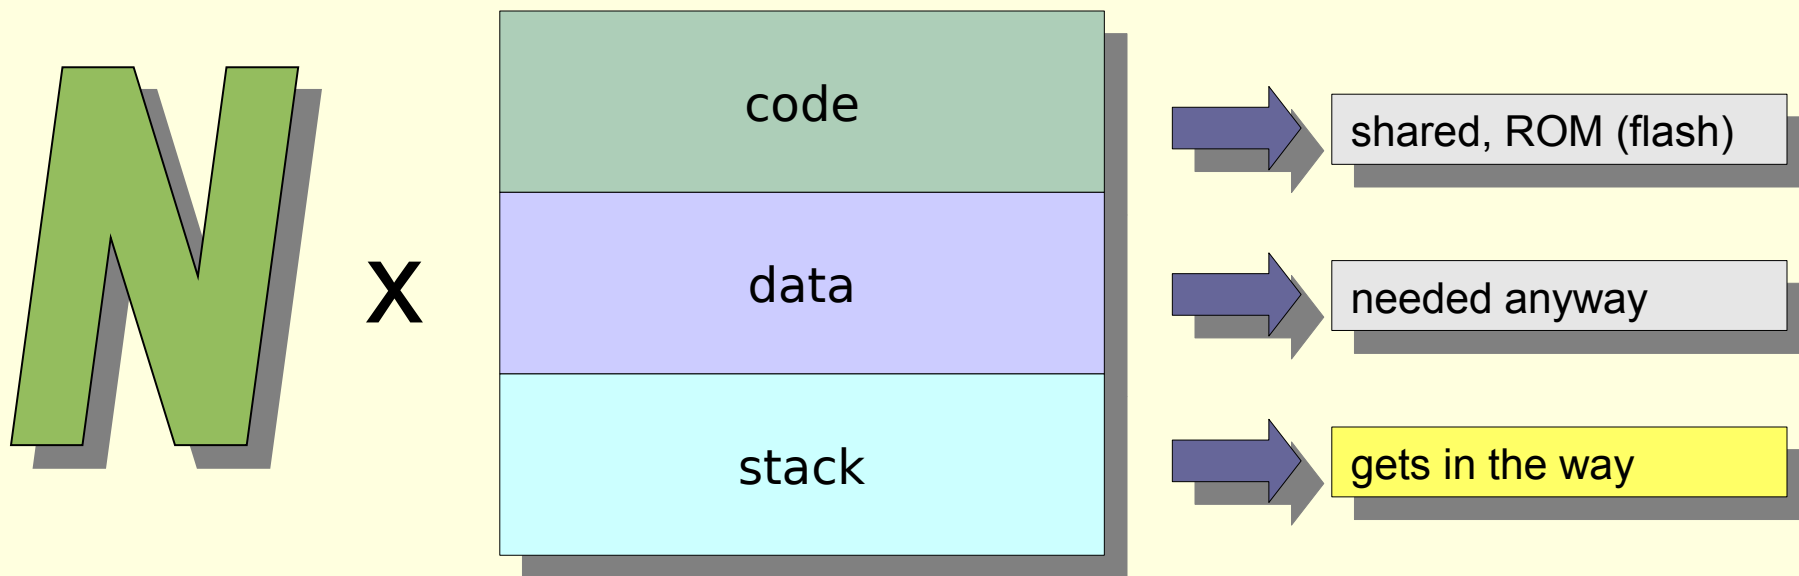 N
x
code
data
stack
shared, ROM (flash)
needed anyway
gets in the way